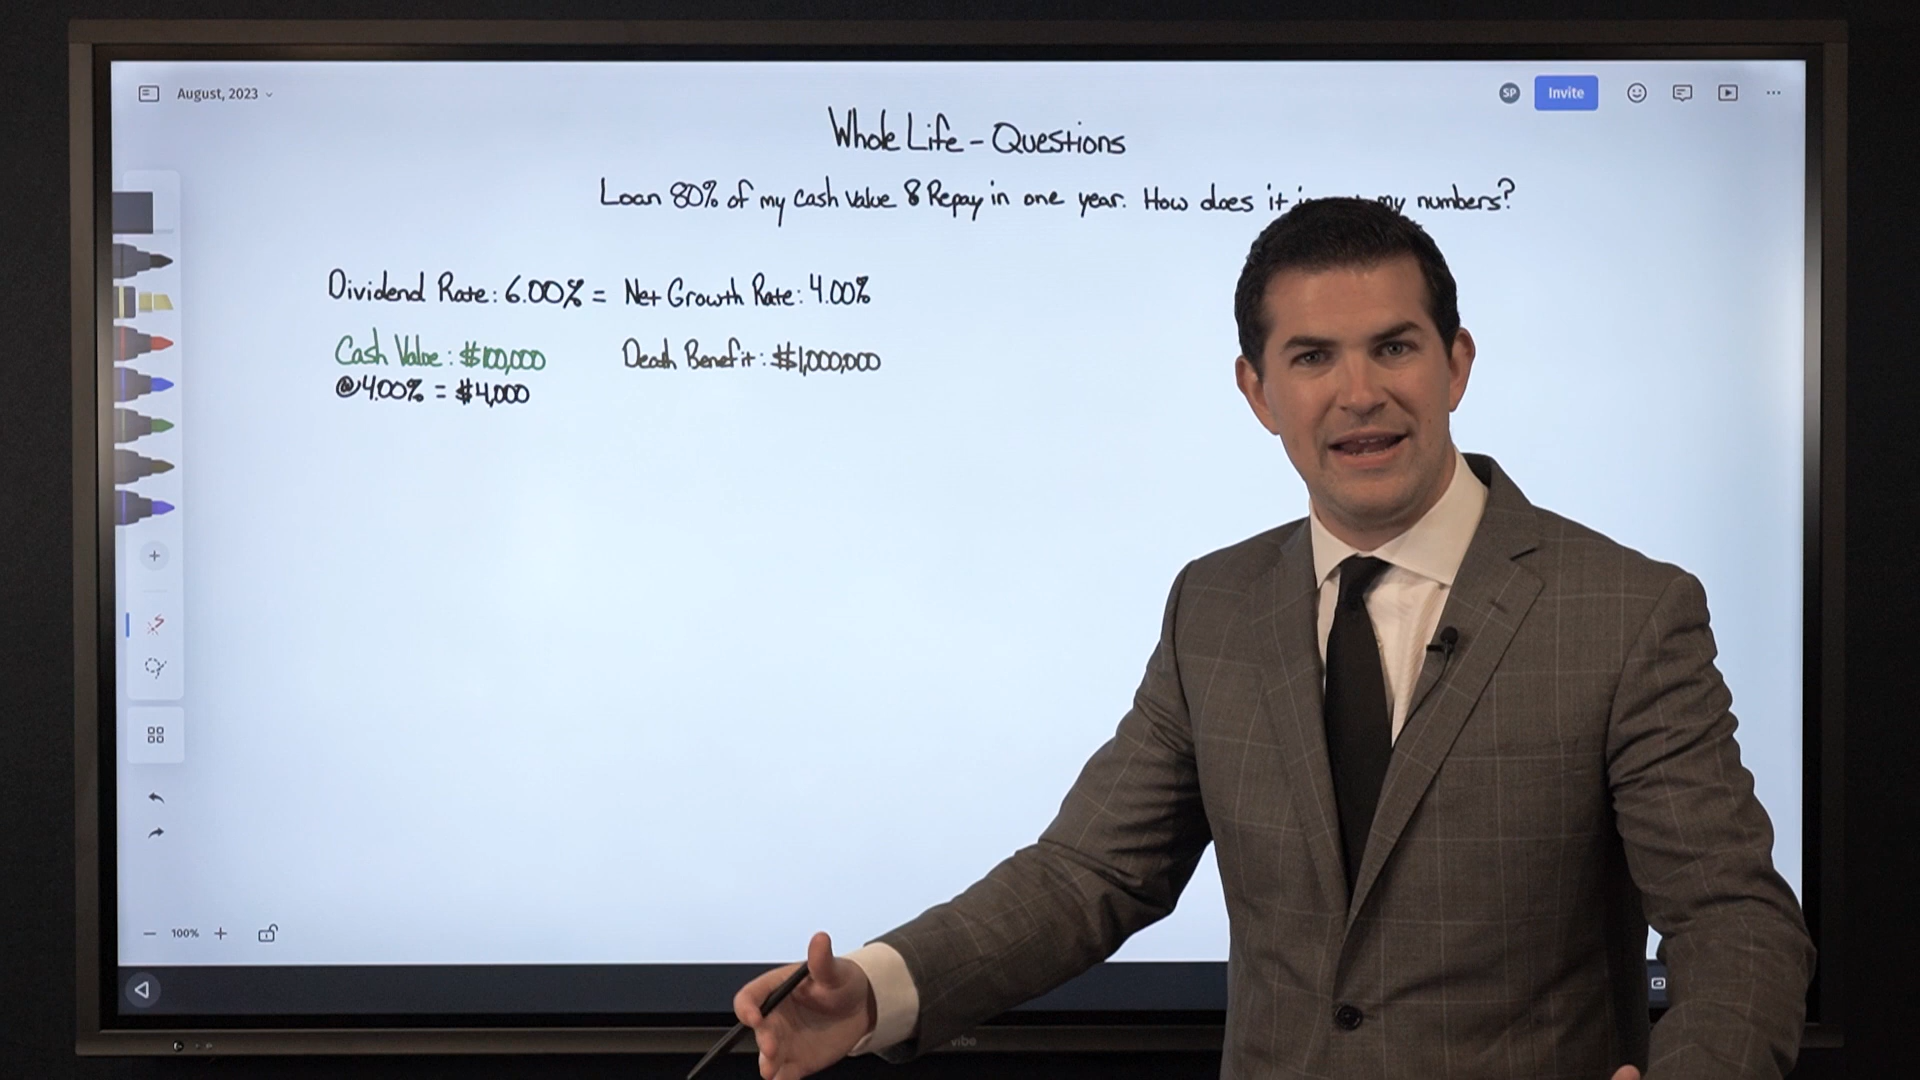 August, 2023
SP
Invite
Whole Life - Questions
Loan 80% of my cash value & Repay in one year. How does it my numbers?
Dividend Rate: 6.00% = Net Growth Rate: 4.00%
Cash Value: $100,000
Death Benefit: $1,000,000
@4.00% = $4,000
100%
vibe